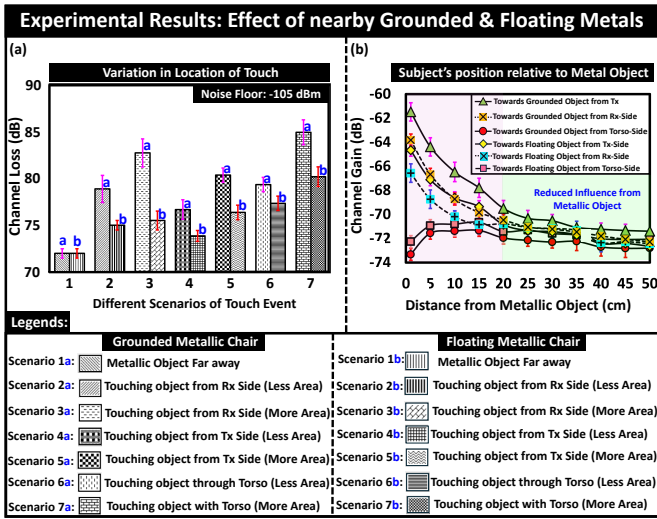 Experimental Results: Effect of nearby Grounded & Floating Metals
(a)
Variation in Location of Touch
Noise Floor: -105 dBm
Channel Loss (dB)
90
85
80
75
70
a b a b a b a b a b a b a b
1 2 3 4 5 6 7
Different Scenarios of Touch Event
(b)
Subject's position relative to Metal Object
Channel Gain (dB)
-60
-62
-64
-66
-68
-70
-72
-74
Towards Grounded Object from Tx
Towards Grounded Object from Rx-Side
Towards Grounded Object from Torso-Side
Towards Floating Object from Tx-Side
Towards Floating Object from Rx-Side
Towards Floating Object from Torso-Side
Reduced Influence from
Metallic Object
0 5 10 15 20 25 30 35 40 45 50
Distance from Metallic Object (cm)
Legends:
Grounded Metallic Chair
Scenario 1a: Metallic Object Far away
Scenario 2a: Touching object from Rx Side (Less Area)
Scenario 3a: Touching object from Rx Side (More Area)
Scenario 4a: Touching object from Tx Side (Less Area)
Scenario 5a: Touching object from Tx Side (More Area)
Scenario 6a: Touching object through Torso (Less Area)
Scenario 7a: Touching object with Torso (More Area)
Floating Metallic Chair
Scenario 1b: Metallic Object Far away
Scenario 2b: Touching object from Rx Side (Less Area)
Scenario 3b: Touching object from Rx Side (More Area)
Scenario 4b: Touching object from Tx Side (Less Area)
Scenario 5b: Touching object from Tx Side (More Area)
Scenario 6b: Touching object through Torso (Less Area)
Scenario 7b: Touching object with Torso (More Area)